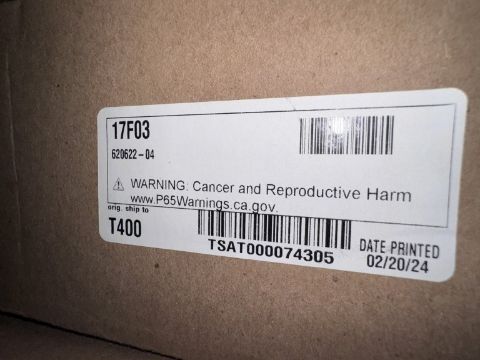 17F03
620622-04
⚠ WARNING: Cancer and Reproductive Harm
www.P65Warnings.ca.gov.
orig. ship to
T400
TSAT000074305
DATE PRINTED
02/20/24